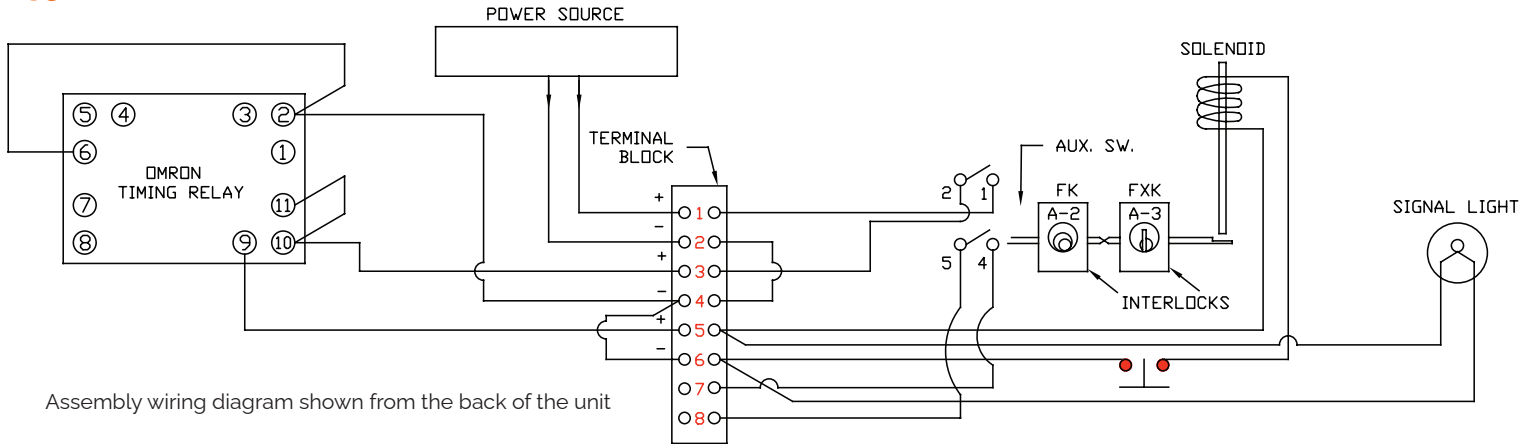 POWER SOURCE
SOLENOID
5 4 3 2
6 1
OMRON
TIMING RELAY
7 11
8 9 10
TERMINAL
BLOCK
AUX. SW.
2 1
FK FXK
A-2 A-3
SIGNAL LIGHT
+ 1
- 2
+ 3
- 4
+ 5
- 6
7
8
5 4
INTERLOCKS
Assembly wiring diagram shown from the back of the unit